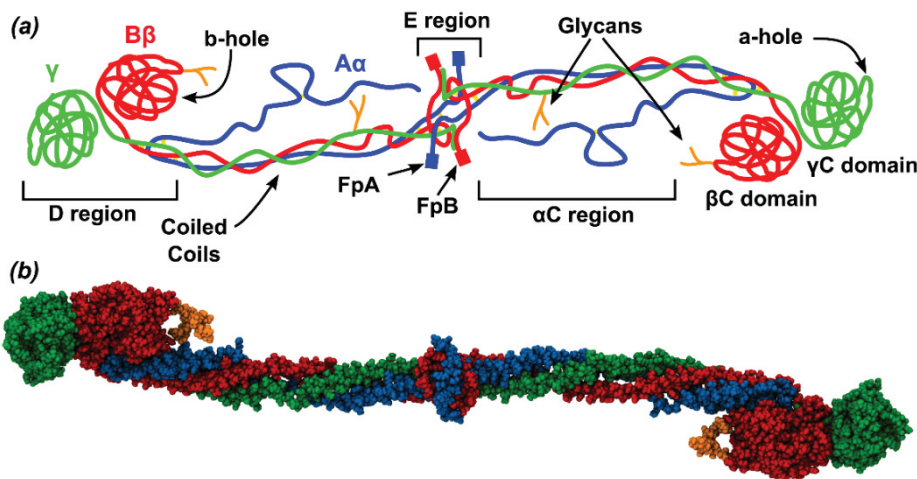 (a)
E region
Glycans
a-hole
Bβ
b-hole
γ
Aα
FpA
FpB
γC domain
βC domain
D region
αC region
Coiled
Coils
(b)